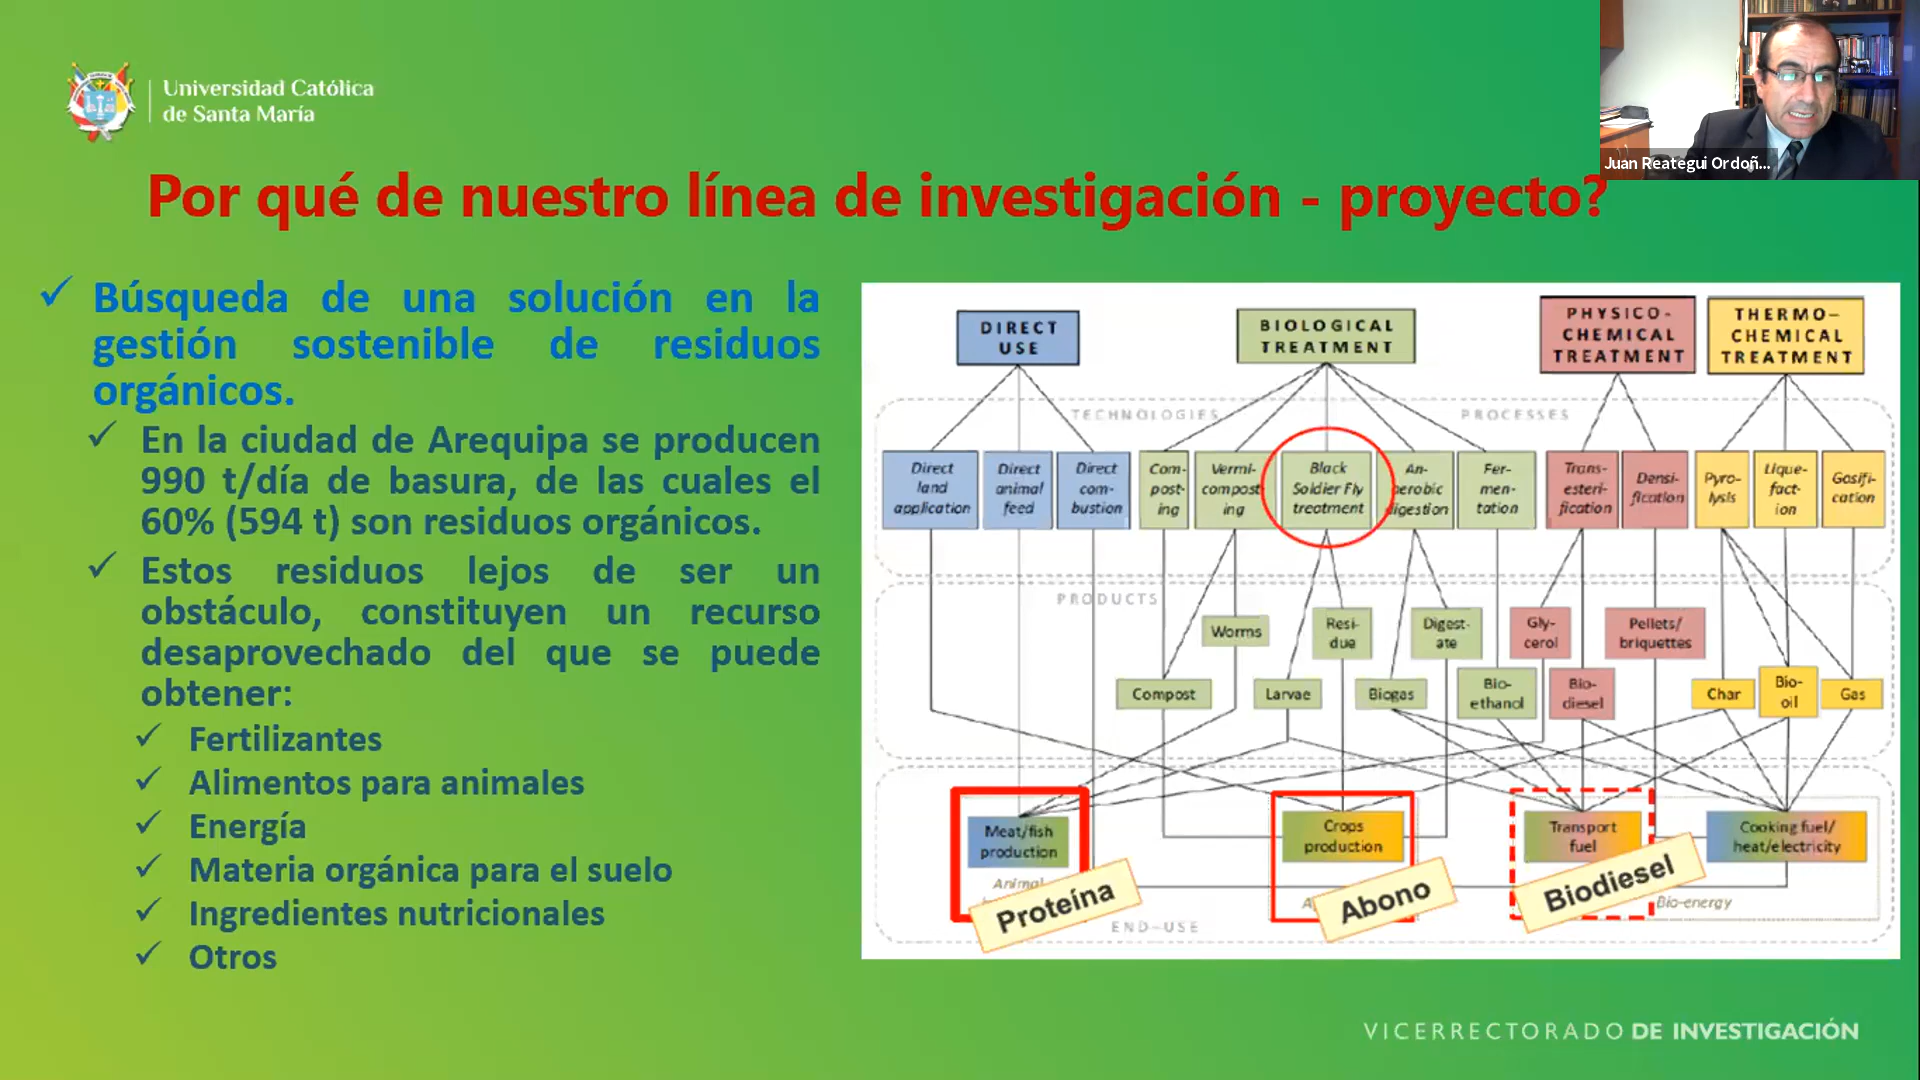 Universidad Católica
de Santa María
Juan Reategui Ordoñ...
Por qué de nuestro línea de investigación - proyecto?
✓ Búsqueda de una solución en la
gestión sostenible de residuos
orgánicos.
✓ En la ciudad de Arequipa se producen
990 t/día de basura, de las cuales el
60% (594 t) son residuos orgánicos.
✓ Estos residuos lejos de ser un
obstáculo, constituyen un recurso
desaprovechado del que se puede
obtener:
✓ Fertilizantes
✓ Alimentos para animales
✓ Energía
✓ Materia orgánica para el suelo
✓ Ingredientes nutricionales
✓ Otros
DIRECT
USE
BIOLOGICAL
TREATMENT
PHYSICO-
CHEMICAL
TREATMENT
THERMO-
CHEMICAL
TREATMENT
TECHNOLOGIES
PROCESSES
Direct
land
application
Direct
animal
feed
Direct
com-
bustion
Com-
post-
ing
Vermi-
compost-
ing
Black
Soldier Fly
treatment
An-
aerobic
digestion
Fer-
men-
tation
Trans-
esteri-
fication
Densi-
fication
Pyro-
lysis
Lique-
fact-
ion
Gasifi-
cation
PRODUCTS
Worms
Resi-
due
Digest-
ate
Gly-
cerol
Pellets/
briquettes
Compost
Larvae
Biogas
Bio-
ethanol
Bio-
diesel
Char
Bio-
oil
Gas
Meat/fish
production
Crops
production
Transport
fuel
Cooking fuel/
heat/electricity
Animal
Proteína
Abono
Biodiesel
Bio-energy
END-USE
VICERRECTORADO DE INVESTIGACIÓN